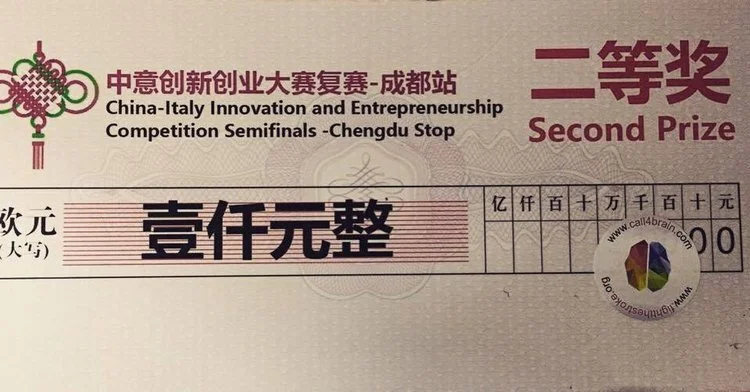 中意创新创业大赛复赛-成都站
China-Italy Innovation and Entrepreneurship
Competition Semifinals -Chengdu Stop
二等奖
Second Prize
欧元
(大写)
壹仟元整
亿仟百十万千百十元
00
www.call4brain.com
www.lighthestroke.org